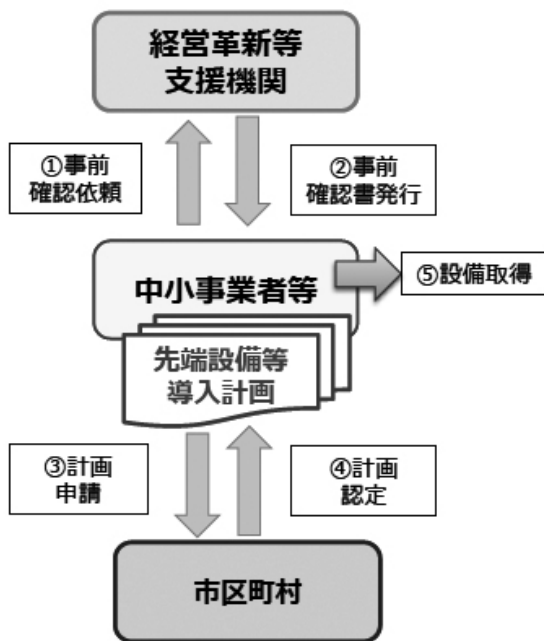 経営革新等
支援機関
①事前
確認依頼
②事前
確認書発行
中小事業者等
⑤設備取得
先端設備等
導入計画
③計画
申請
④計画
認定
市区町村